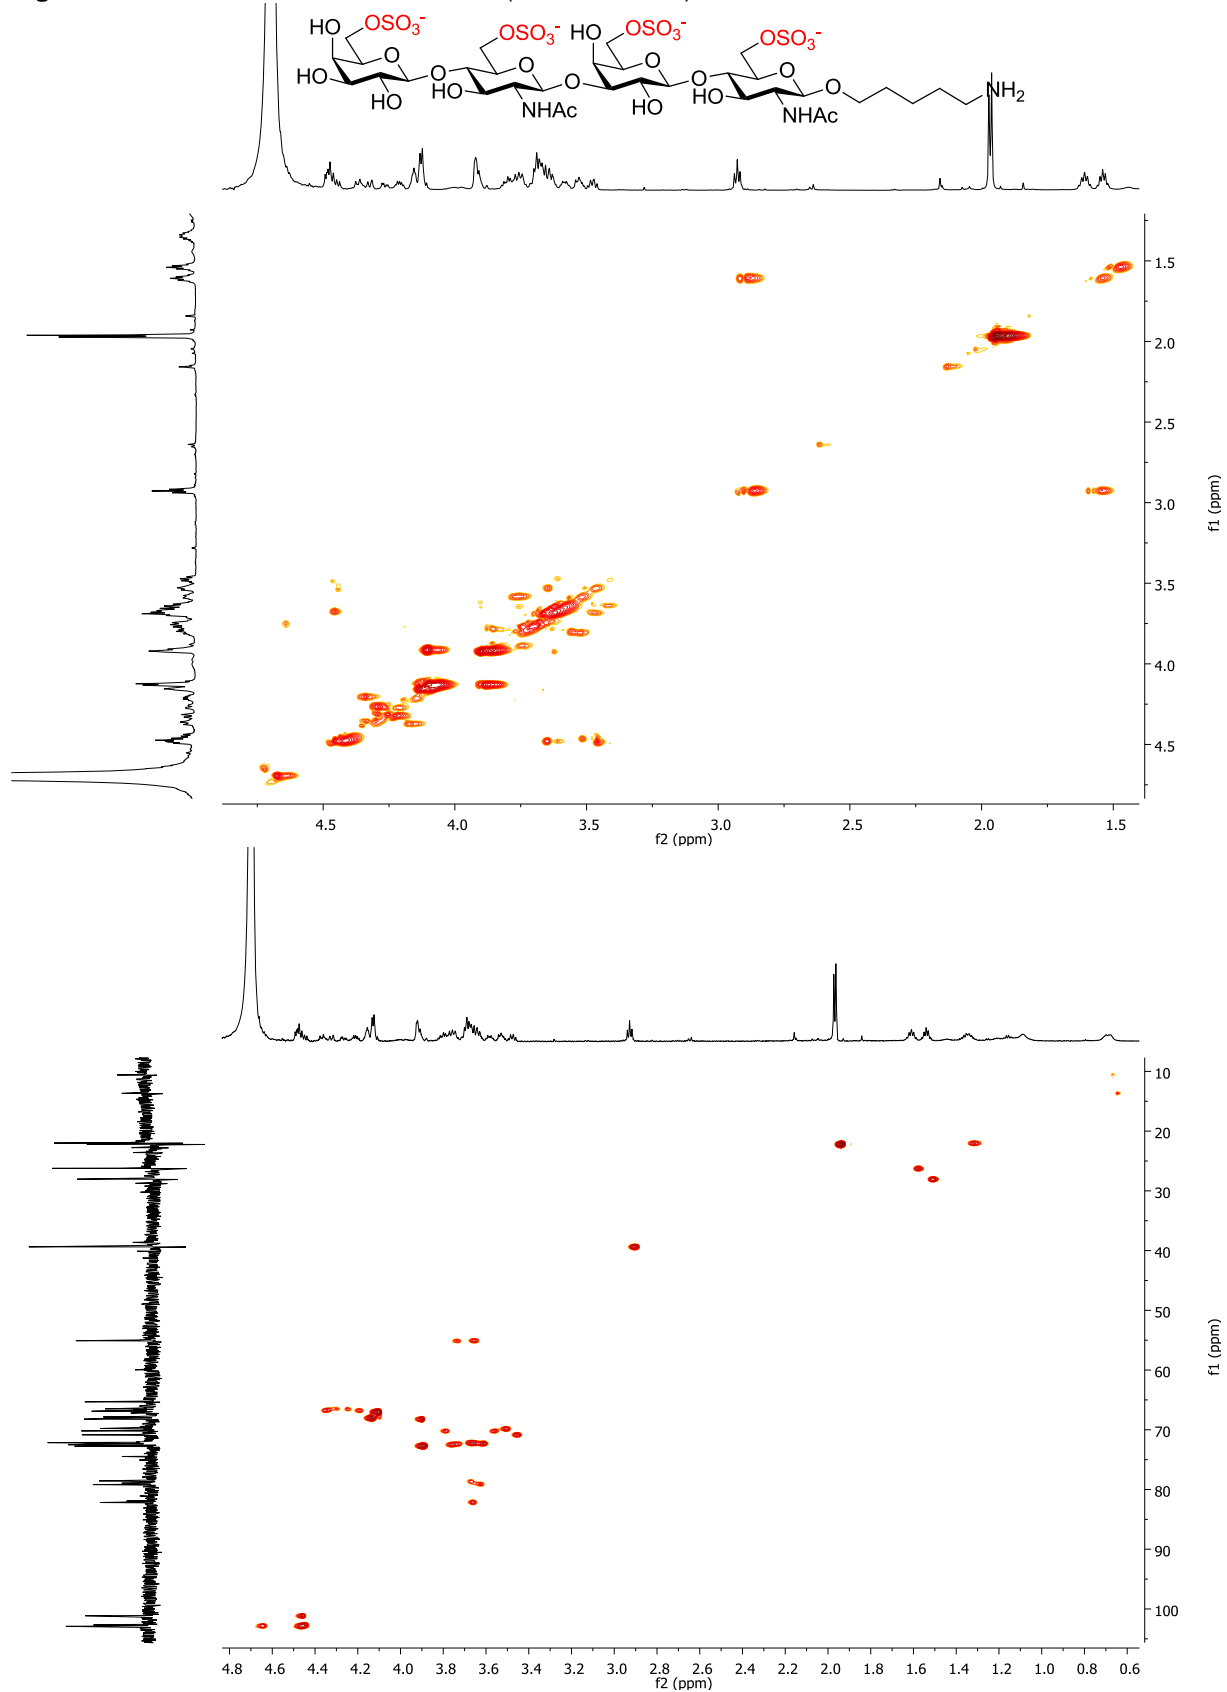 HO OSO3- OSO3- HO OSO3- OSO3-
HO O O O O O O O O
HO HO NHAc HO HO NHAc NH2
1.5
2.0
2.5
3.0
3.5
4.0
4.5
f1 (ppm)
4.5 4.0 3.5 3.0 2.5 2.0 1.5
f2 (ppm)
10
20
30
40
50
60
70
80
90
100
f1 (ppm)
4.8 4.6 4.4 4.2 4.0 3.8 3.6 3.4 3.2 3.0 2.8 2.6 2.4 2.2 2.0 1.8 1.6 1.4 1.2 1.0 0.8 0.6
f2 (ppm)